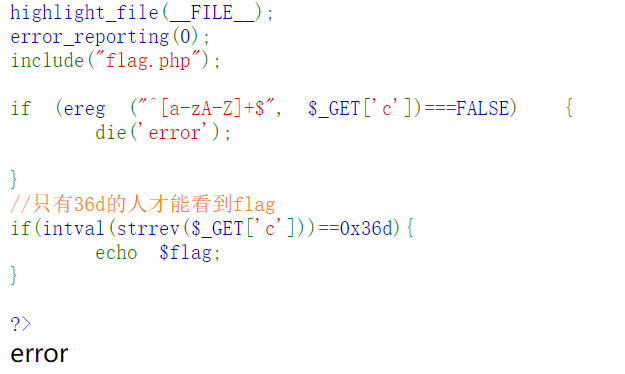 highlight_file(__FILE__);
error_reporting(0);
include("flag.php");
if (ereg ("^[a-zA-Z]+$", $_GET['c'])===FALSE) {
die('error');
}
//只有36d的人才能看到flag
if(intval(strrev($_GET['c']))==0x36d){
echo $flag;
}
?>
error